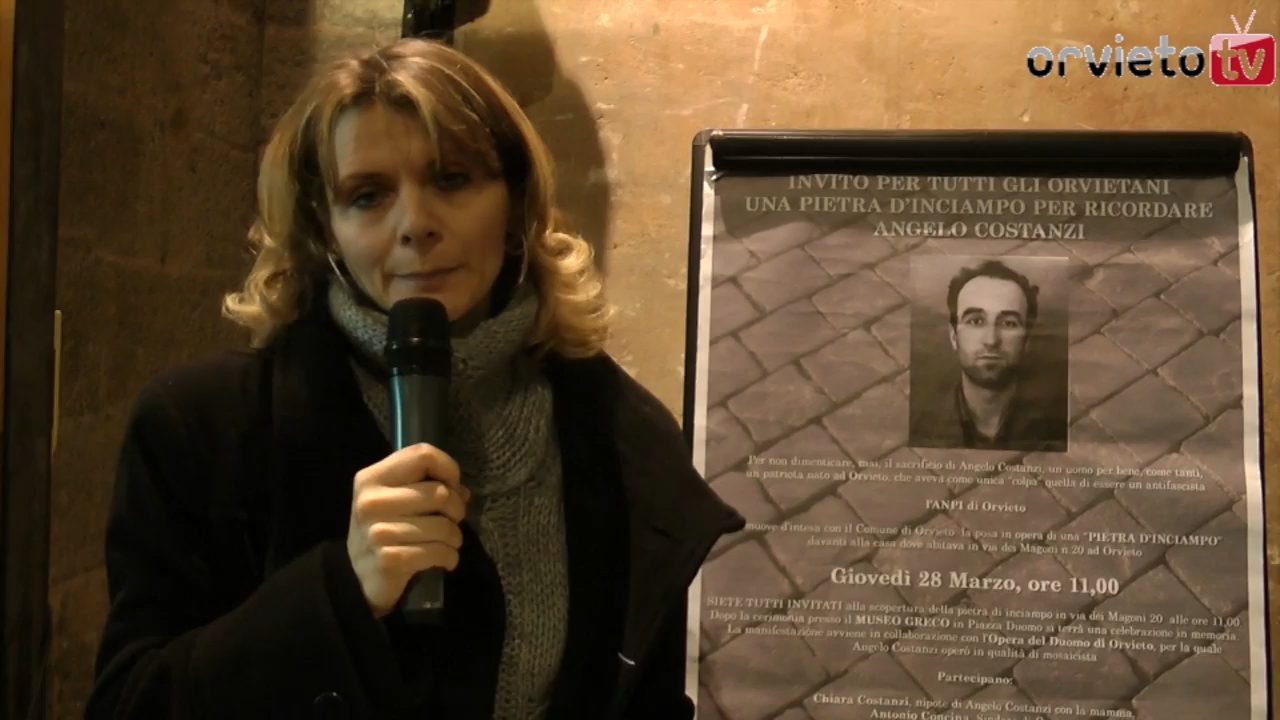 orvieto tv
INVITO PER TUTTI GLI ORVIETANI
UNA PIETRA D'INCIAMPO PER RICORDARE
ANGELO COSTANZI
Per non dimenticare, mai, il sacrificio di Angelo Costanzi, un uomo per bene, come tanti,
un patriota nato ad Orvieto, che aveva come unica "colpa" quella di essere un antifascista
l'ANPI di Orvieto
muove d'intesa con il Comune di Orvieto la posa in opera di una "PIETRA D'INCIAMPO"
davanti alla casa dove abitava in via dei Magoni n.20 ad Orvieto
Giovedì 28 Marzo, ore 11,00
SIETE TUTTI INVITATI alla scopertura della pietra di inciampo in via dei Magoni 20 alle ore 11,00
Dopo la cerimonia presso il MUSEO GRECO in Piazza Duomo si terrà una celebrazione in memoria
La manifestazione avviene in collaborazione con l'Opera del Duomo di Orvieto, per la quale
Angelo Costanzi operò in qualità di mosaicista
Partecipano:
Chiara Costanzi, nipote di Angelo Costanzi con la mamma,
Antonio Concina, Sindaco di